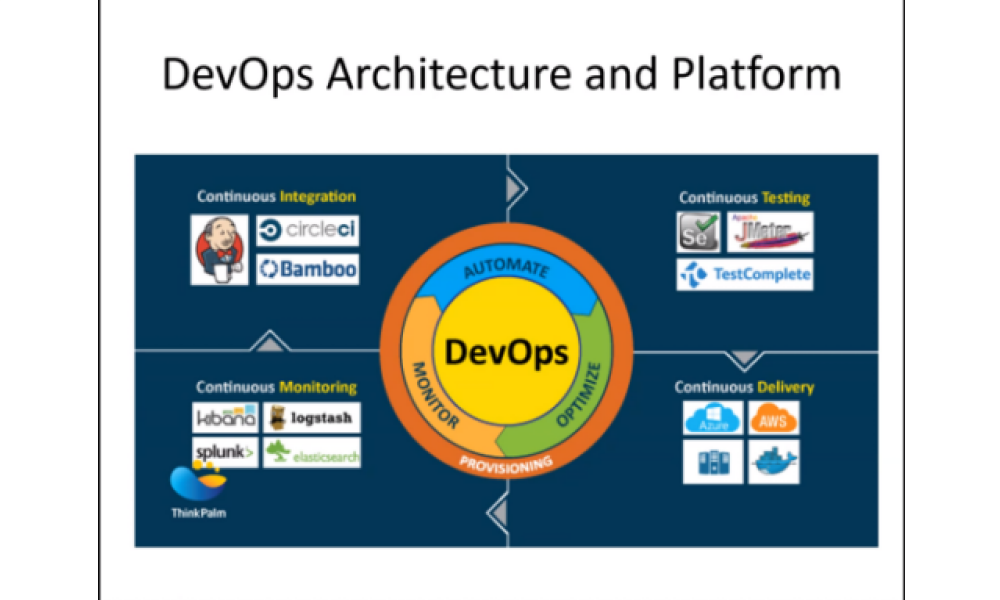 DevOps Architecture and Platform
Continuous Integration
circleci
Bamboo
Continuous Testing
Se
Apache
JMeter
TestComplete
AUTOMATE
DevOps
MONITOR
OPTIMIZE
PROVISIONING
Continuous Monitoring
kibana
logstash
splunk>
elasticsearch
ThinkPalm
Continuous Delivery
Azure
AWS